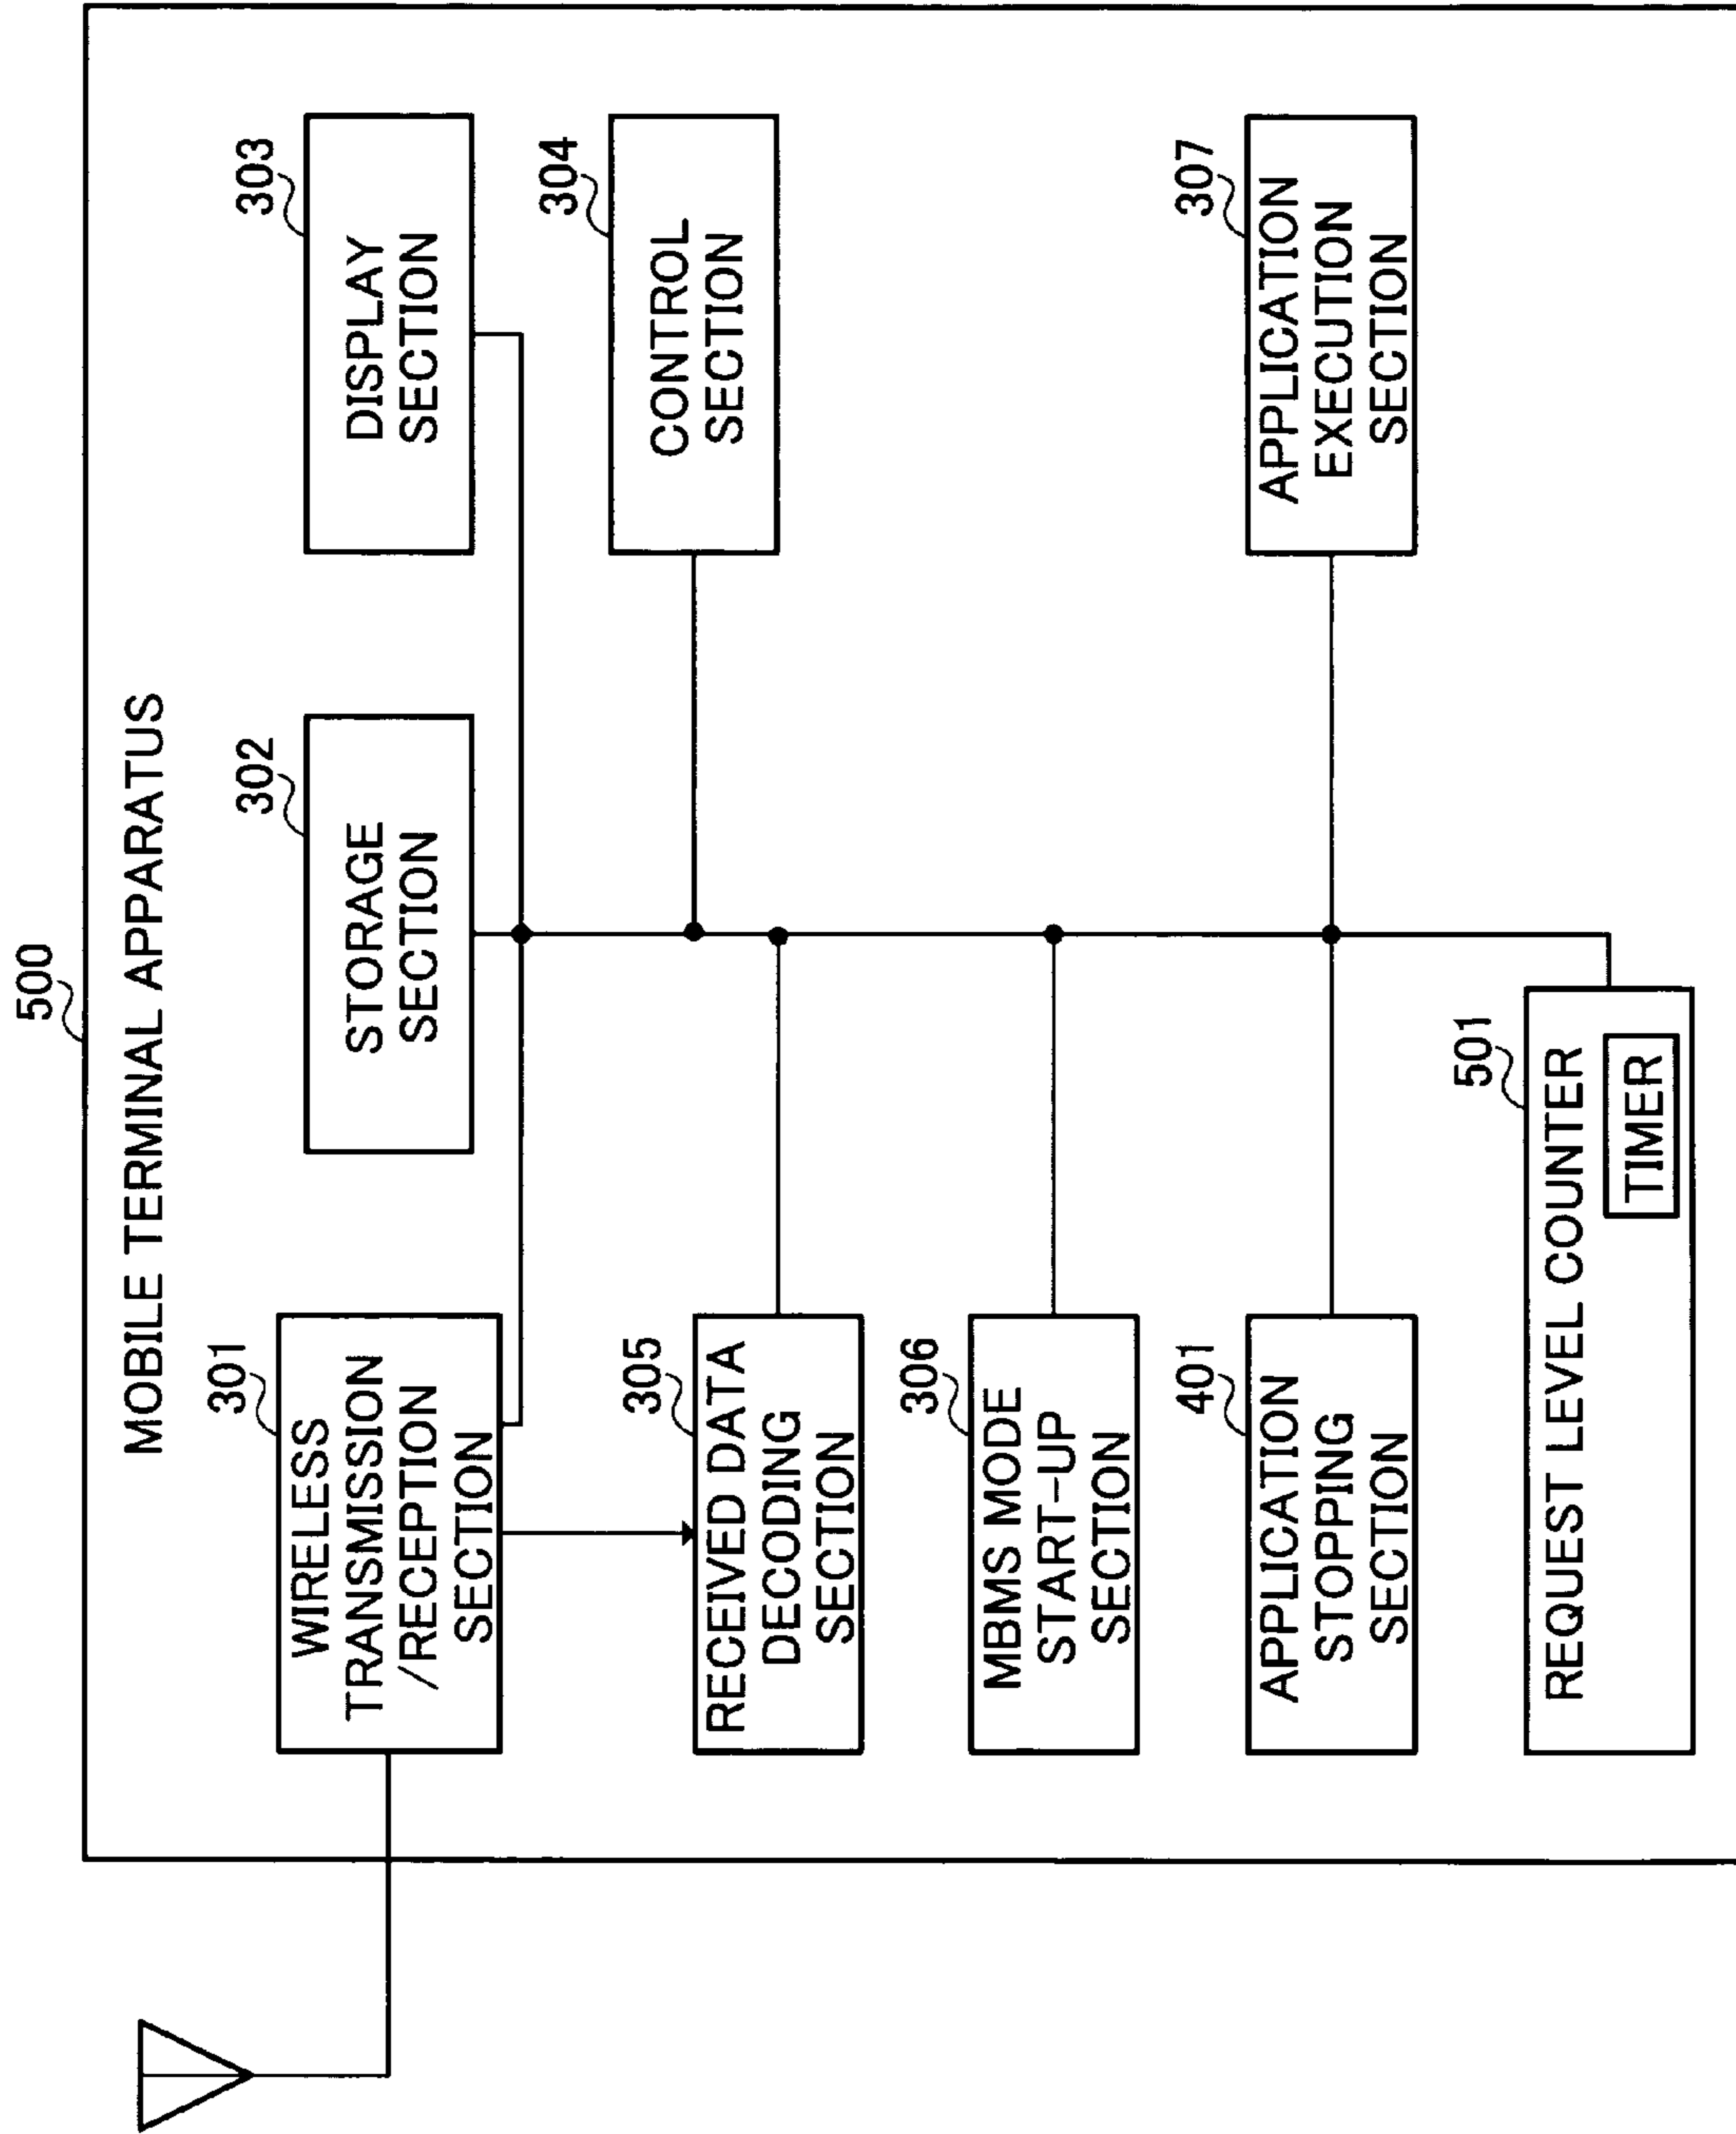 500
MOBILE TERMINAL APPARATUS
301
WIRELESS
TRANSMISSION
/RECEPTION
SECTION
302
STORAGE
SECTION
303
DISPLAY
SECTION
304
CONTROL
SECTION
305
RECEIVED DATA
DECODING
SECTION
306
MBMS MODE
START-UP
SECTION
401
APPLICATION
STOPPING
SECTION
307
APPLICATION
EXECUTION
SECTION
501
REQUEST LEVEL COUNTER
TIMER